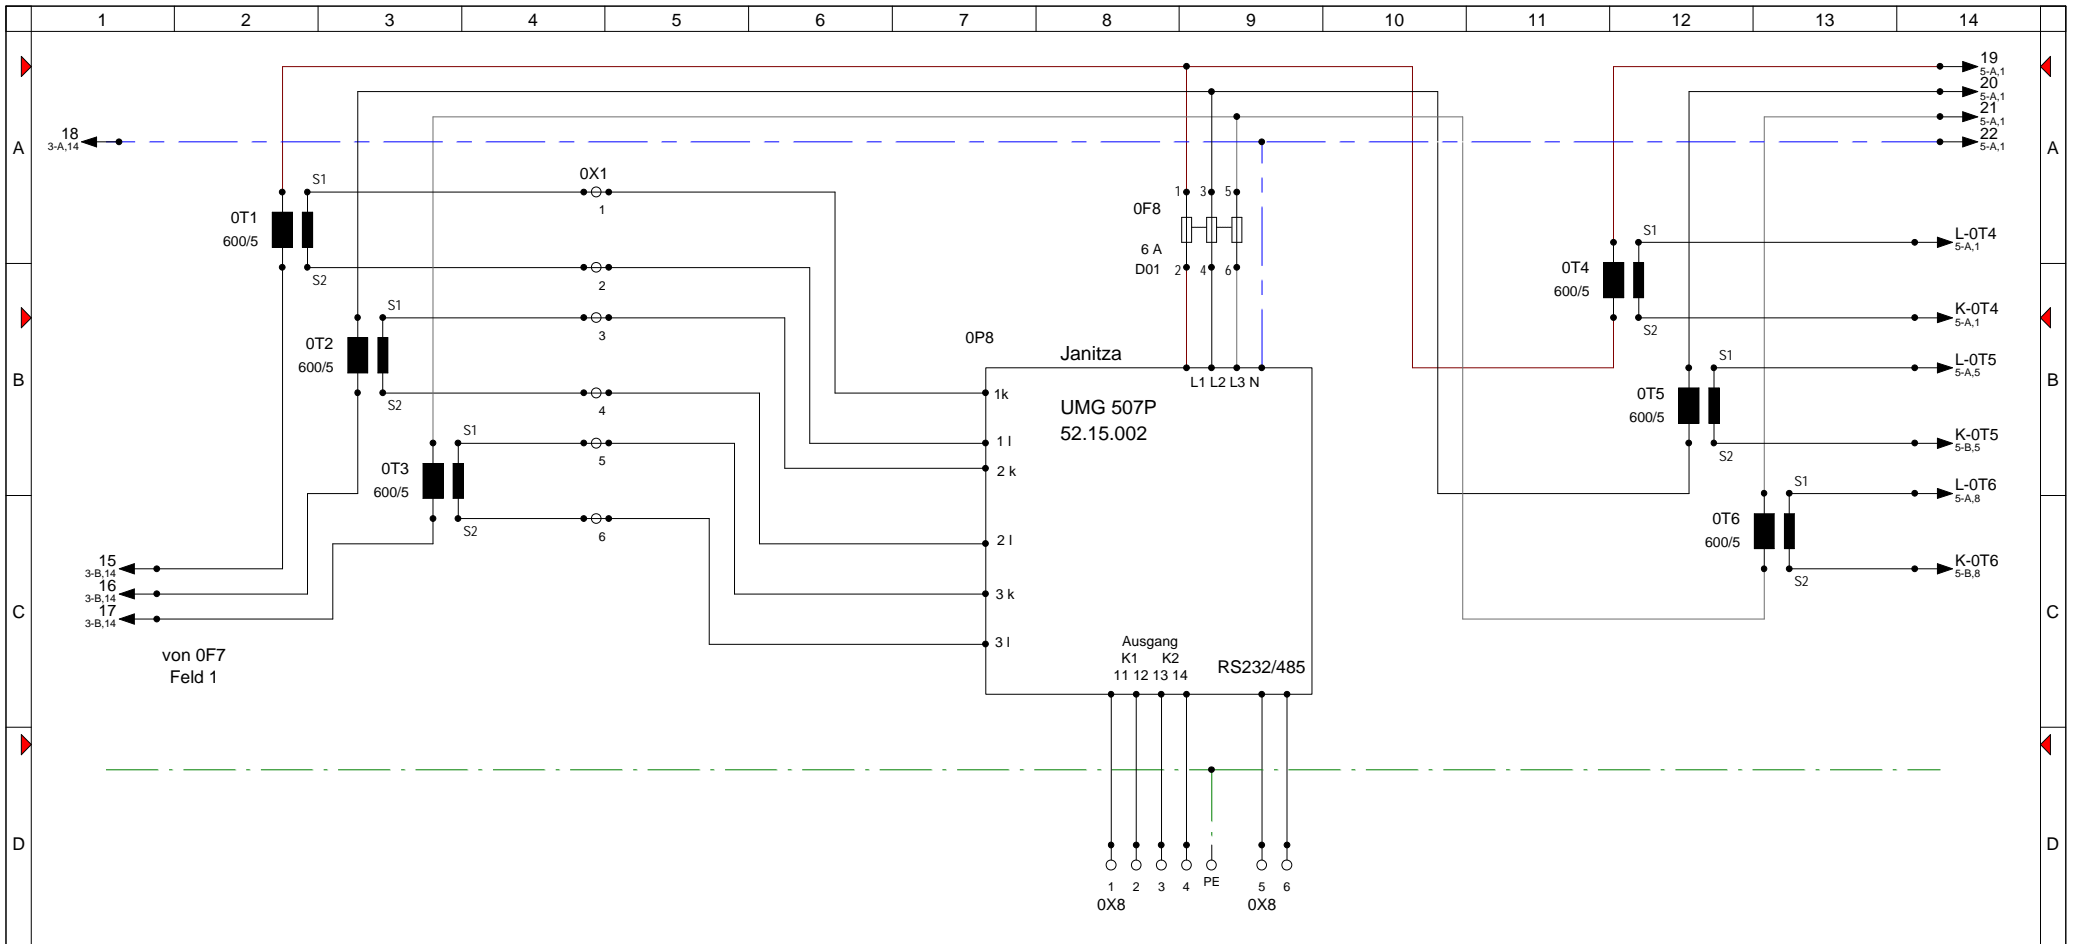 1 2 3 4 5 6 7 8 9 10 11 12 13 14
19
5-A,1
20
5-A,1
21
5-A,1
18
3-A,14
22
5-A,1
A
A
S1
0X1
1
1 3 5
0T1
600/5
0F8
6 A
D01
2 4 6
S2
2
S1
L-0T4
5-A,1
0T4
600/5
S2
K-0T4
5-A,1
S1
3
0T2
600/5
S2
4
0P8
Janitza
L1 L2 L3 N
B
B
1k
UMG 507P
52.15.002
1 l
2 k
2 l
3 k
3 l
S1
L-0T5
5-A,5
0T5
600/5
S2
K-0T5
5-B,5
S1
5
0T3
600/5
S2
6
S1
L-0T6
5-A,8
0T6
600/5
S2
K-0T6
5-B,8
15
3-B,14
16
3-B,14
17
3-B,14
C
C
von 0F7
Feld 1
Ausgang
K1 K2
11 12 13 14
RS232/485
D
D
1 2 3 4 PE 5 6
0X8 0X8